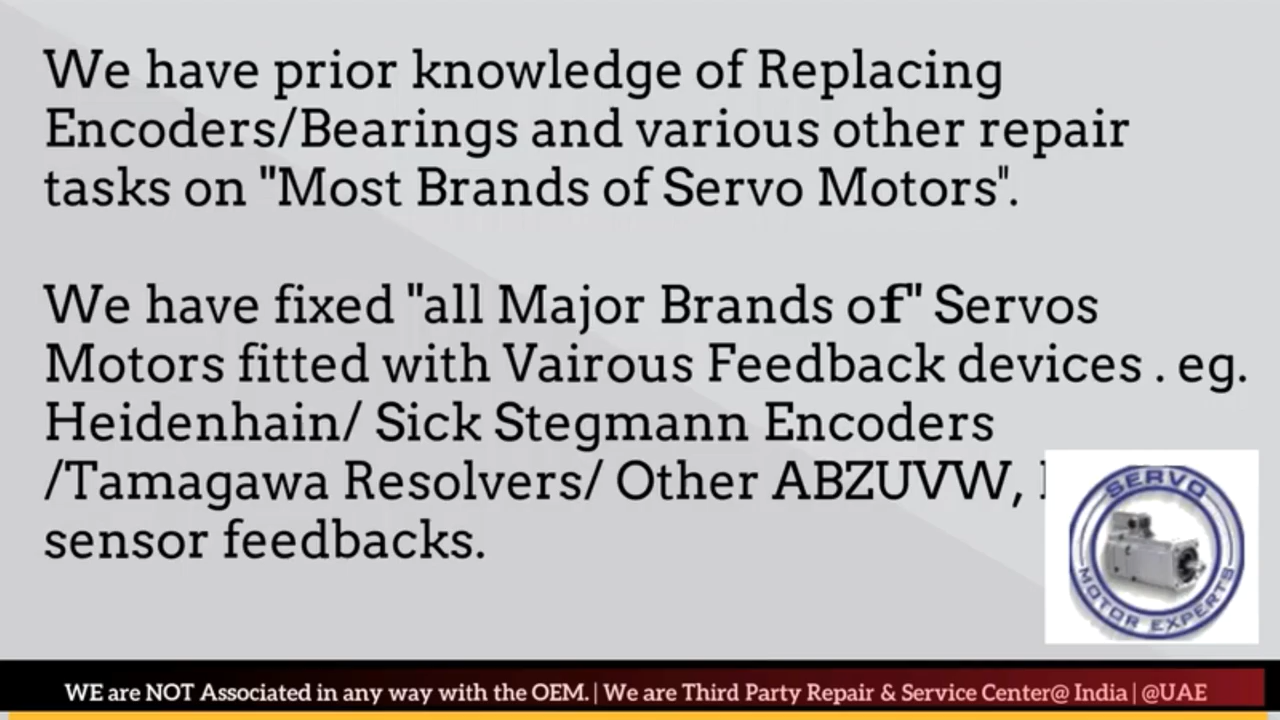 We have prior knowledge of Replacing
Encoders/Bearings and various other repair
tasks on "Most Brands of Servo Motors".
We have fixed "all Major Brands of" Servos
Motors fitted with Vairous Feedback devices . eg.
Heidenhain/ Sick Stegmann Encoders
/Tamagawa Resolvers/ Other ABZUVW,
sensor feedbacks.
SERVO
MOTOR EXPERTS
WE are NOT Associated in any way with the OEM. | We are Third Party Repair & Service Center@ India | @UAE